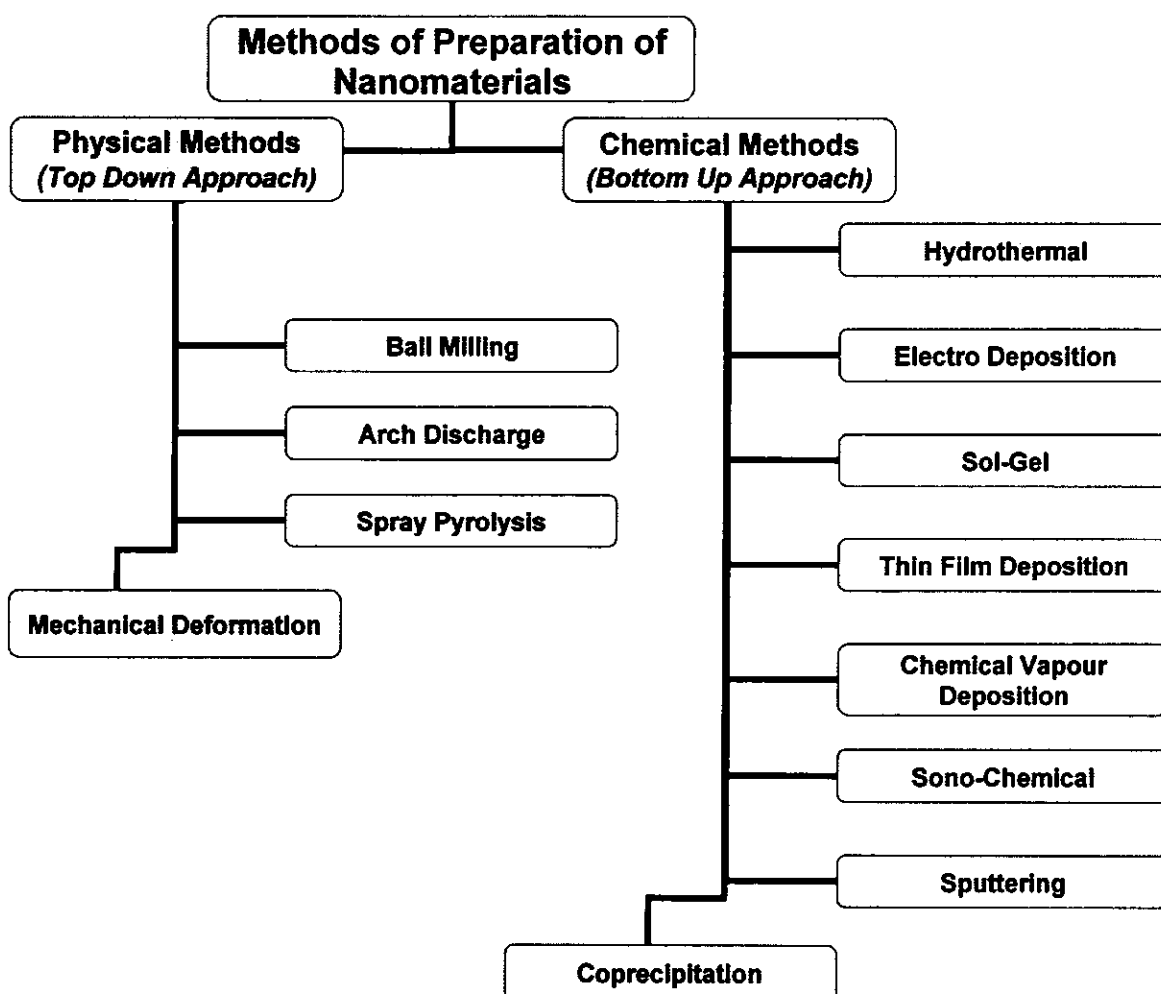 Methods of Preparation of
Nanomaterials
Physical Methods
(Top Down Approach)
Chemical Methods
(Bottom Up Approach)
Ball Milling
Arch Discharge
Spray Pyrolysis
Mechanical Deformation
Hydrothermal
Electro Deposition
Sol-Gel
Thin Film Deposition
Chemical Vapour
Deposition
Sono-Chemical
Sputtering
Coprecipitation